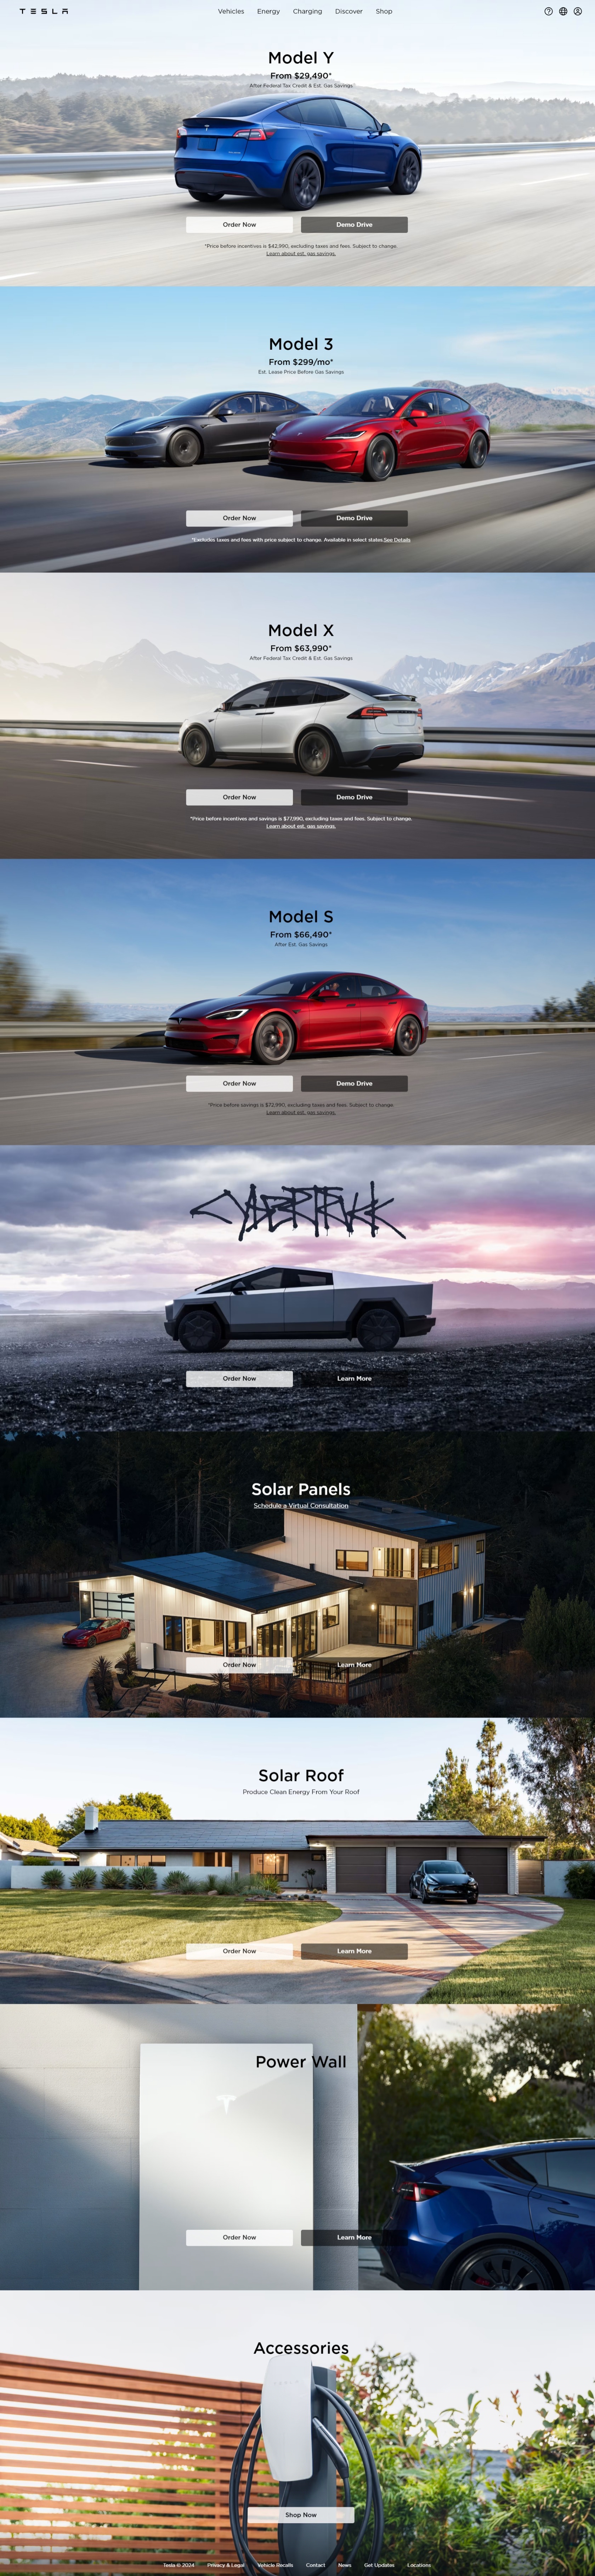 TESLA
Vehicles Energy Charging Discover Shop
Model Y
From $29,490*
After Federal Tax Credit & Est. Gas Savings
Order Now
Demo Drive
*Price before incentives is $42,990, excluding taxes and fees. Subject to change.
Learn about est. gas savings.
Model 3
From $299/mo*
Est. Lease Price Before Gas Savings
Order Now
Demo Drive
*Excludes taxes and fees with price subject to change. Available in select states.See Details
Model X
From $63,990*
After Federal Tax Credit & Est. Gas Savings
Order Now
Demo Drive
*Price before incentives and savings is $77,990, excluding taxes and fees. Subject to change.
Learn about est. gas savings.
Model S
From $66,490*
After Est. Gas Savings
Order Now
Demo Drive
*Price before savings is $72,990, excluding taxes and fees. Subject to change.
Learn about est. gas savings.
CYBERTRUCK
Order Now
Learn More
Solar Panels
Schedule a Virtual Consultation
Order Now
Learn More
Solar Roof
Produce Clean Energy From Your Roof
Order Now
Learn More
Power Wall
Order Now
Learn More
Accessories
Shop Now
Tesla © 2024 Privacy & Legal Vehicle Recalls Contact News Get Updates Locations